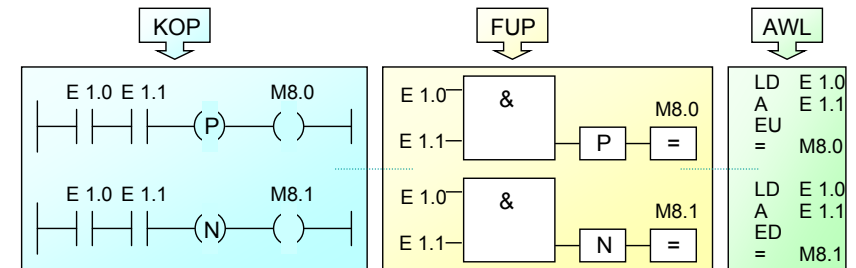 KOP
E 1.0 E 1.1 M8.0
(P)
( )
E 1.0 E 1.1 M8.1
(N)
( )
FUP
E 1.0
&
M8.0
E 1.1
P
=
E 1.0
&
M8.1
E 1.1
N
=
AWL
LD E 1.0
A E 1.1
EU
= M8.0
LD E 1.0
A E 1.1
ED
= M8.1